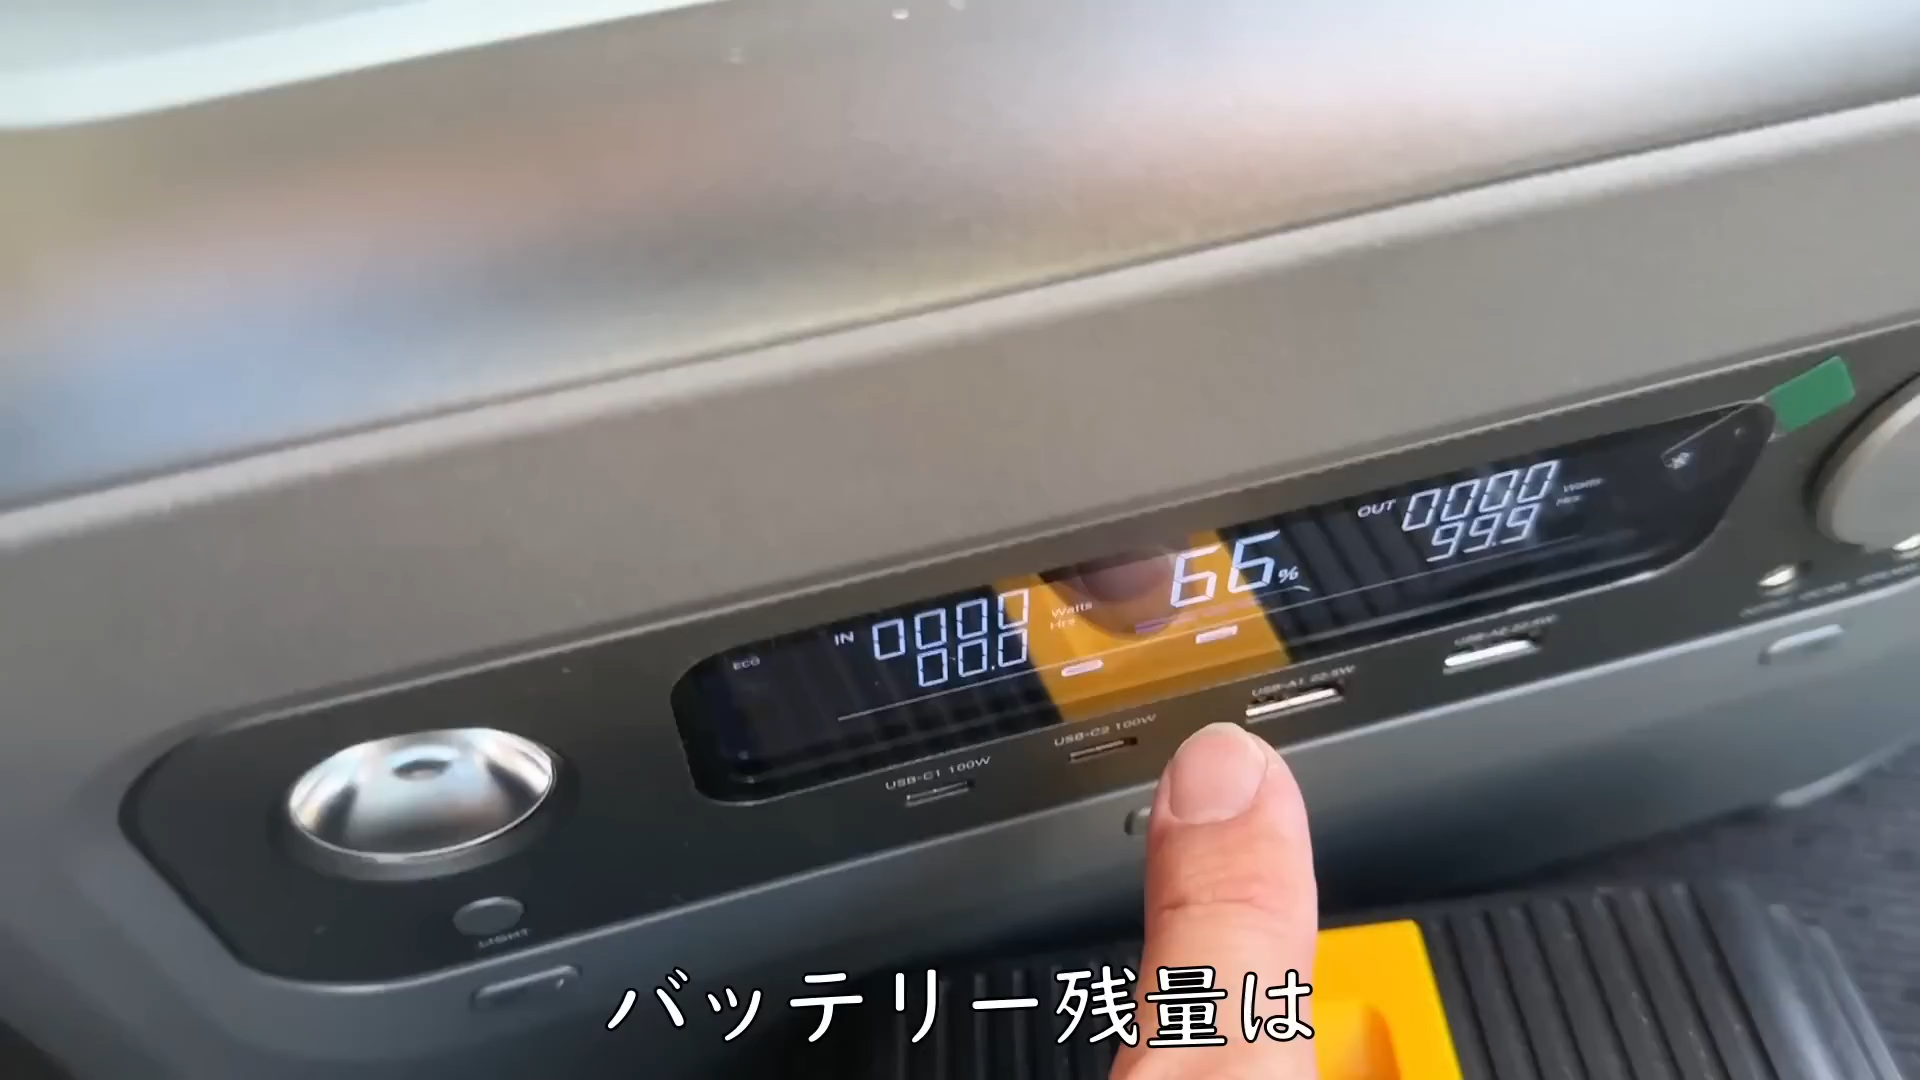 ECO
IN 0000 Watts
00.0 Hrs
66%
OUT 0000 Watts
99.9 Hrs
USB-C1 100W
USB-C2 100W
USB-A1 22.5W
USB-A2 22.5W
LIGHT
バッテリー残量は